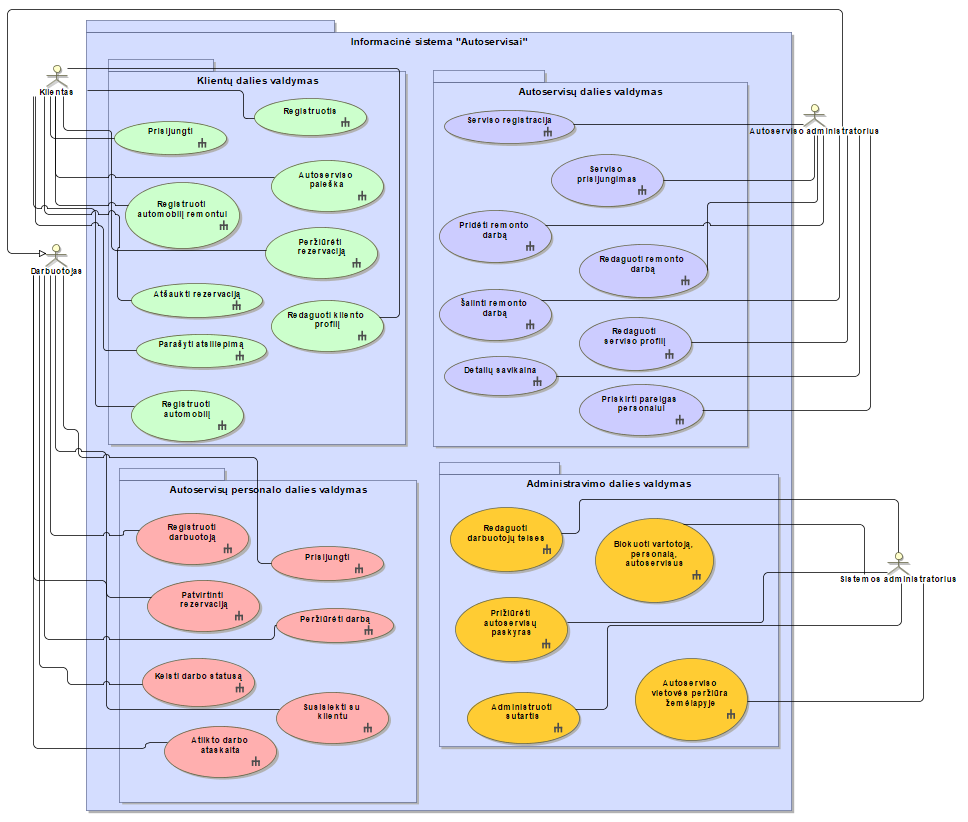 Informacinė sistema "Autoservisai"
Klientas
Klientų dalies valdymas
Registruotis
Prisijungti
Autoserviso
paieška
Registruoti
automobilį remontui
Peržiūrėti
rezervaciją
Atšaukti rezervaciją
Redaguoti kliento
profilį
Parašyti atsiliepimą
Registruoti
automobilį
Autoservisų dalies valdymas
Autoserviso administratorius
Serviso registracija
Serviso
prisijungimas
Pridėti remonto
darbą
Redaguoti remonto
darbą
Šalinti remonto
darbą
Redaguoti
serviso profilį
Detalių savikaina
Priskirti pareigas
personalui
Darbuotojas
Autoservisų personalo dalies valdymas
Registruoti
darbuotoją
Prisijungti
Patvirtinti
rezervaciją
Peržiūrėti darbą
Keisti darbo statusą
Susisiekti su
klientu
Atlikto darbo
ataskaita
Administravimo dalies valdymas
Redaguoti
darbuotojų teises
Blokuoti vartotoją,
personalą,
autoservisus
Sistemos administratorius
Prižiūrėti
autoservisų
paskyras
Autoserviso
vietovės peržiūra
žemėlapyje
Administruoti
sutartis